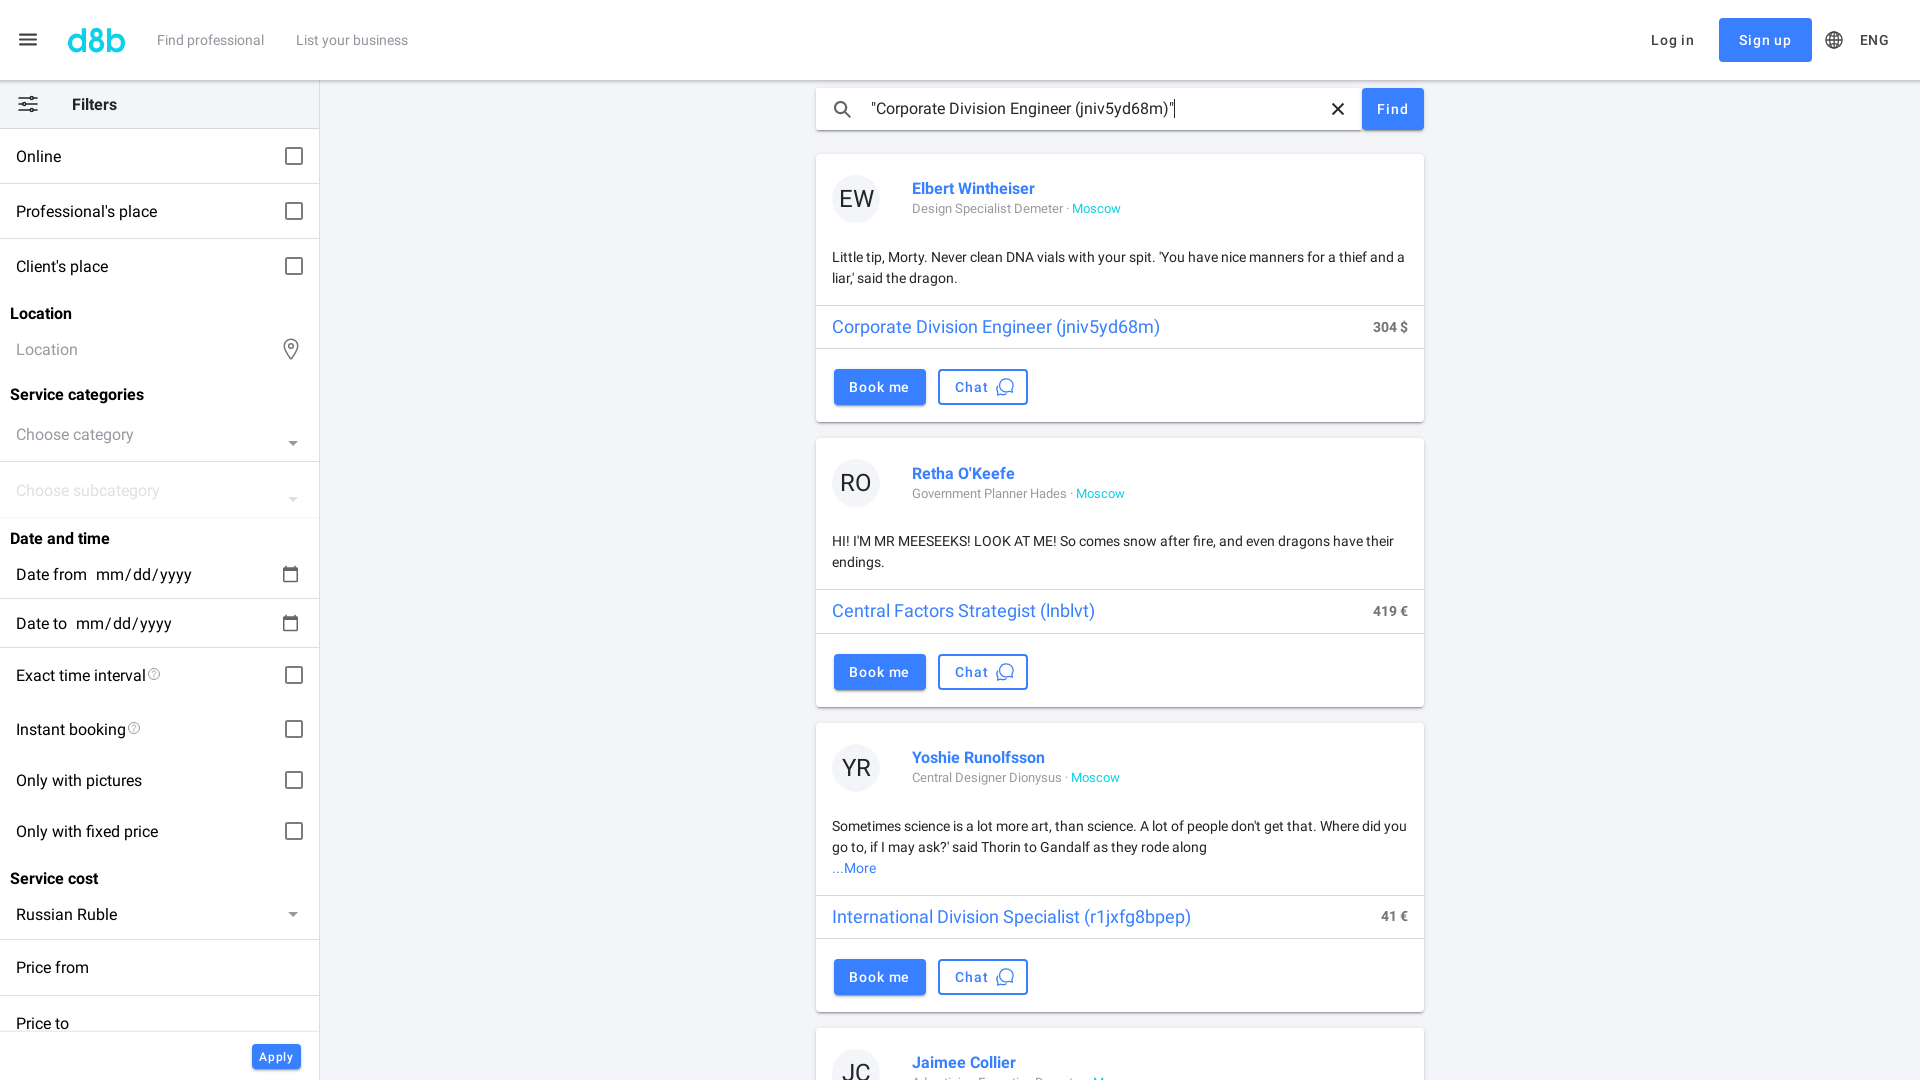 d8b
Find professional
List your business
Log in
Sign up
ENG
Filters
Online
Professional's place
Client's place
Location
Location
Service categories
Choose category
Choose subcategory
Date and time
Date from mm/dd/yyyy
Date to mm/dd/yyyy
Exact time interval
Instant booking
Only with pictures
Only with fixed price
Service cost
Russian Ruble
Price from
Price to
Apply
"Corporate Division Engineer (jniv5yd68m)"
Find
EW
Elbert Wintheiser
Design Specialist Demeter · Moscow
Little tip, Morty. Never clean DNA vials with your spit. 'You have nice manners for a thief and a
liar,' said the dragon.
Corporate Division Engineer (jniv5yd68m)
304 $
Book me
Chat
RO
Retha O'Keefe
Government Planner Hades · Moscow
HI! I'M MR MEESEEKS! LOOK AT ME! So comes snow after fire, and even dragons have their
endings.
Central Factors Strategist (lnblvt)
419 €
Book me
Chat
YR
Yoshie Runolfsson
Central Designer Dionysus · Moscow
Sometimes science is a lot more art, than science. A lot of people don't get that. Where did you
go to, if I may ask?' said Thorin to Gandalf as they rode along
...More
International Division Specialist (r1jxfg8bpep)
41 €
Book me
Chat
JC
Jaimee Collier